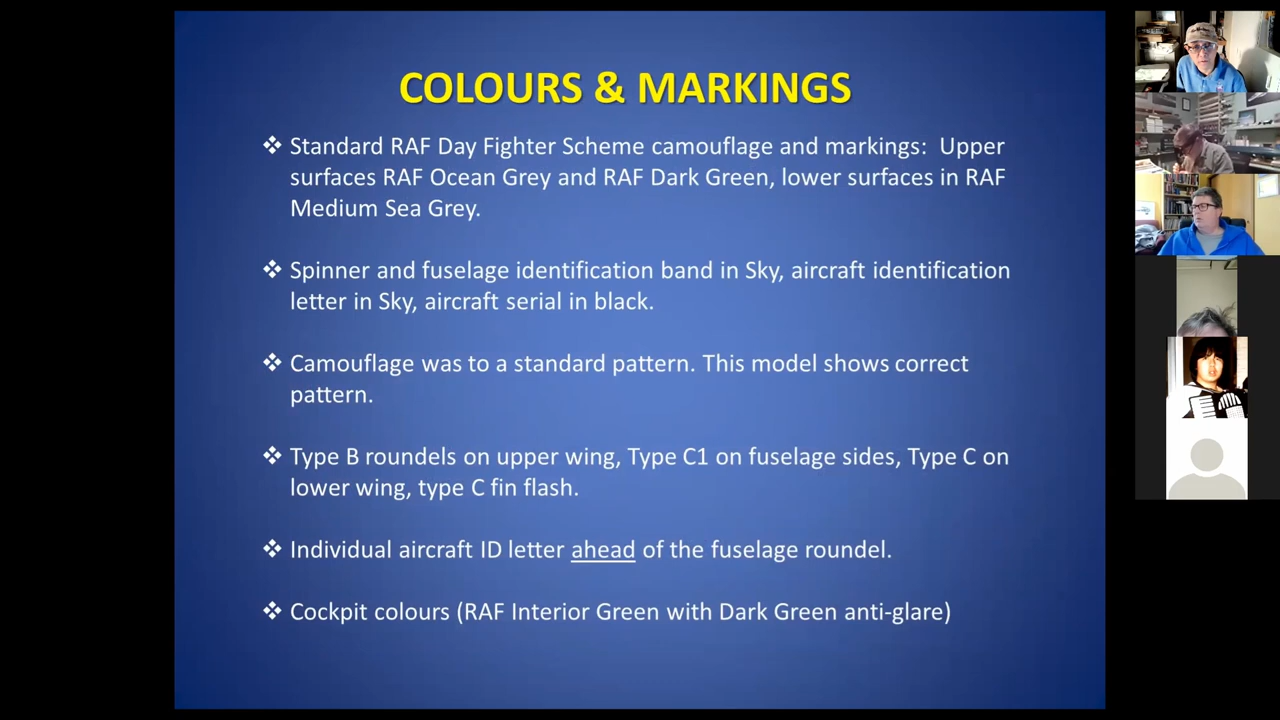 COLOURS & MARKINGS
❖ Standard RAF Day Fighter Scheme camouflage and markings:  Upper
surfaces RAF Ocean Grey and RAF Dark Green, lower surfaces in RAF
Medium Sea Grey.
❖ Spinner and fuselage identification band in Sky, aircraft identification
letter in Sky, aircraft serial in black.
❖ Camouflage was to a standard pattern. This model shows correct
pattern.
❖ Type B roundels on upper wing, Type C1 on fuselage sides, Type C on
lower wing, type C fin flash.
❖ Individual aircraft ID letter ahead of the fuselage roundel.
❖ Cockpit colours (RAF Interior Green with Dark Green anti-glare)